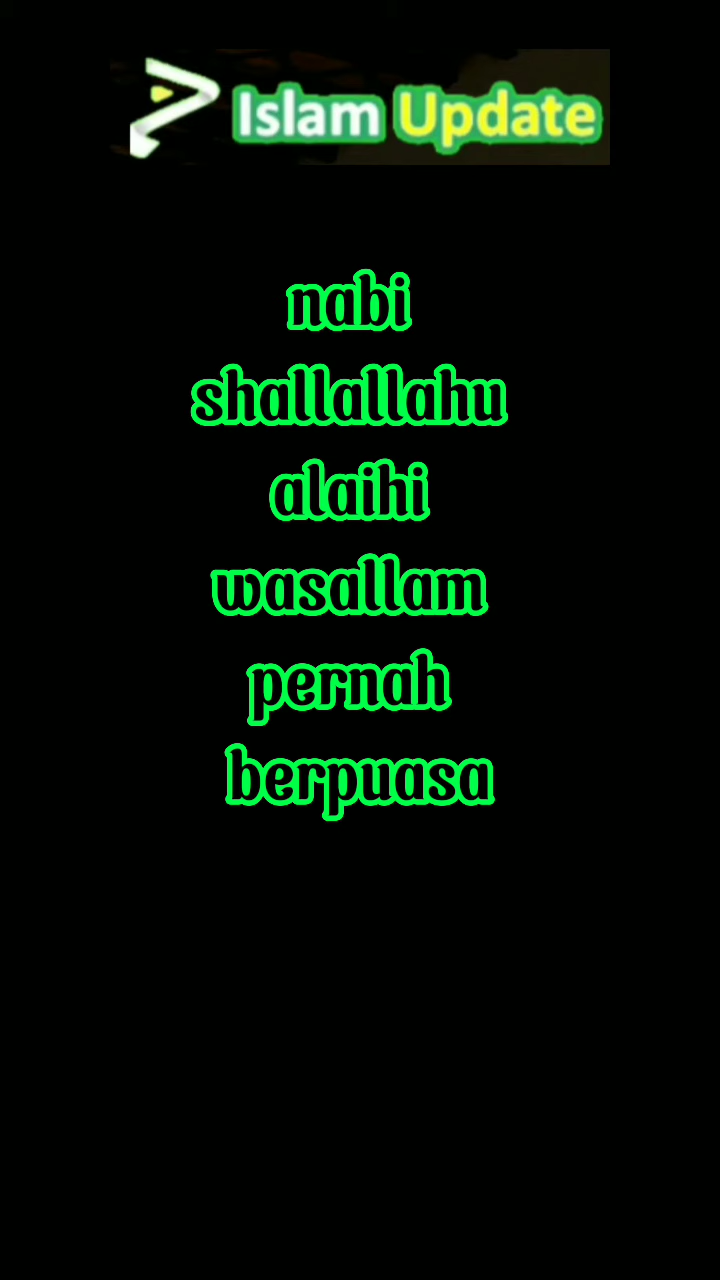 Islam Update
nabi
shallallahu
alaihi
wasallam
pernah
berpuasa